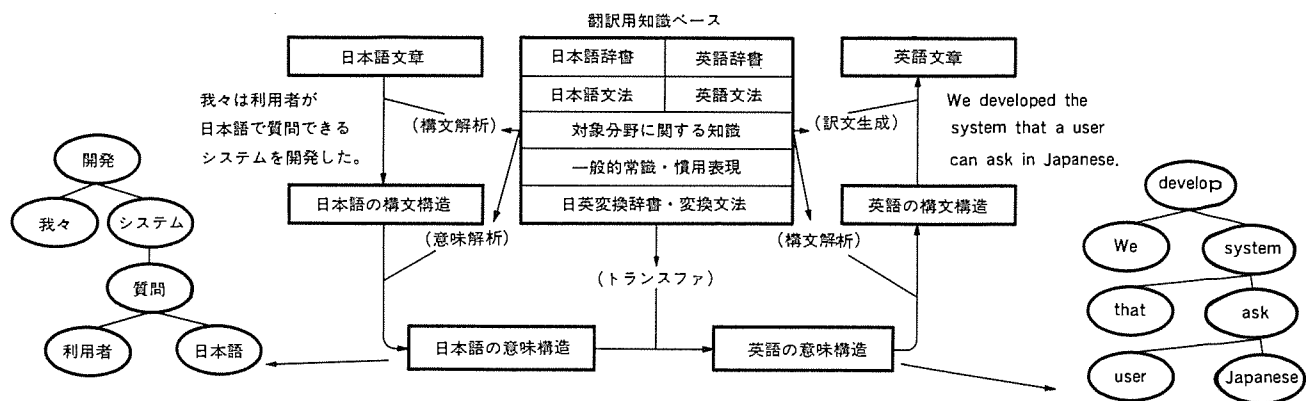 翻訳用知識ベース
日本語文章
日本語辞書
英語辞書
英語文章
日本語文法
英語文法
我々は利用者が
日本語で質問できる
システムを開発した。
(構文解析)
対象分野に関する知識
(訳文生成)
We developed the
system that a user
can ask in Japanese.
一般的常識・慣用表現
日本語の構文構造
日英変換辞書・変換文法
英語の構文構造
(意味解析)
(構文解析)
(トランスファ)
日本語の意味構造
英語の意味構造
開発
我々
システム
質問
利用者
日本語
develop
We
system
that
ask
user
Japanese